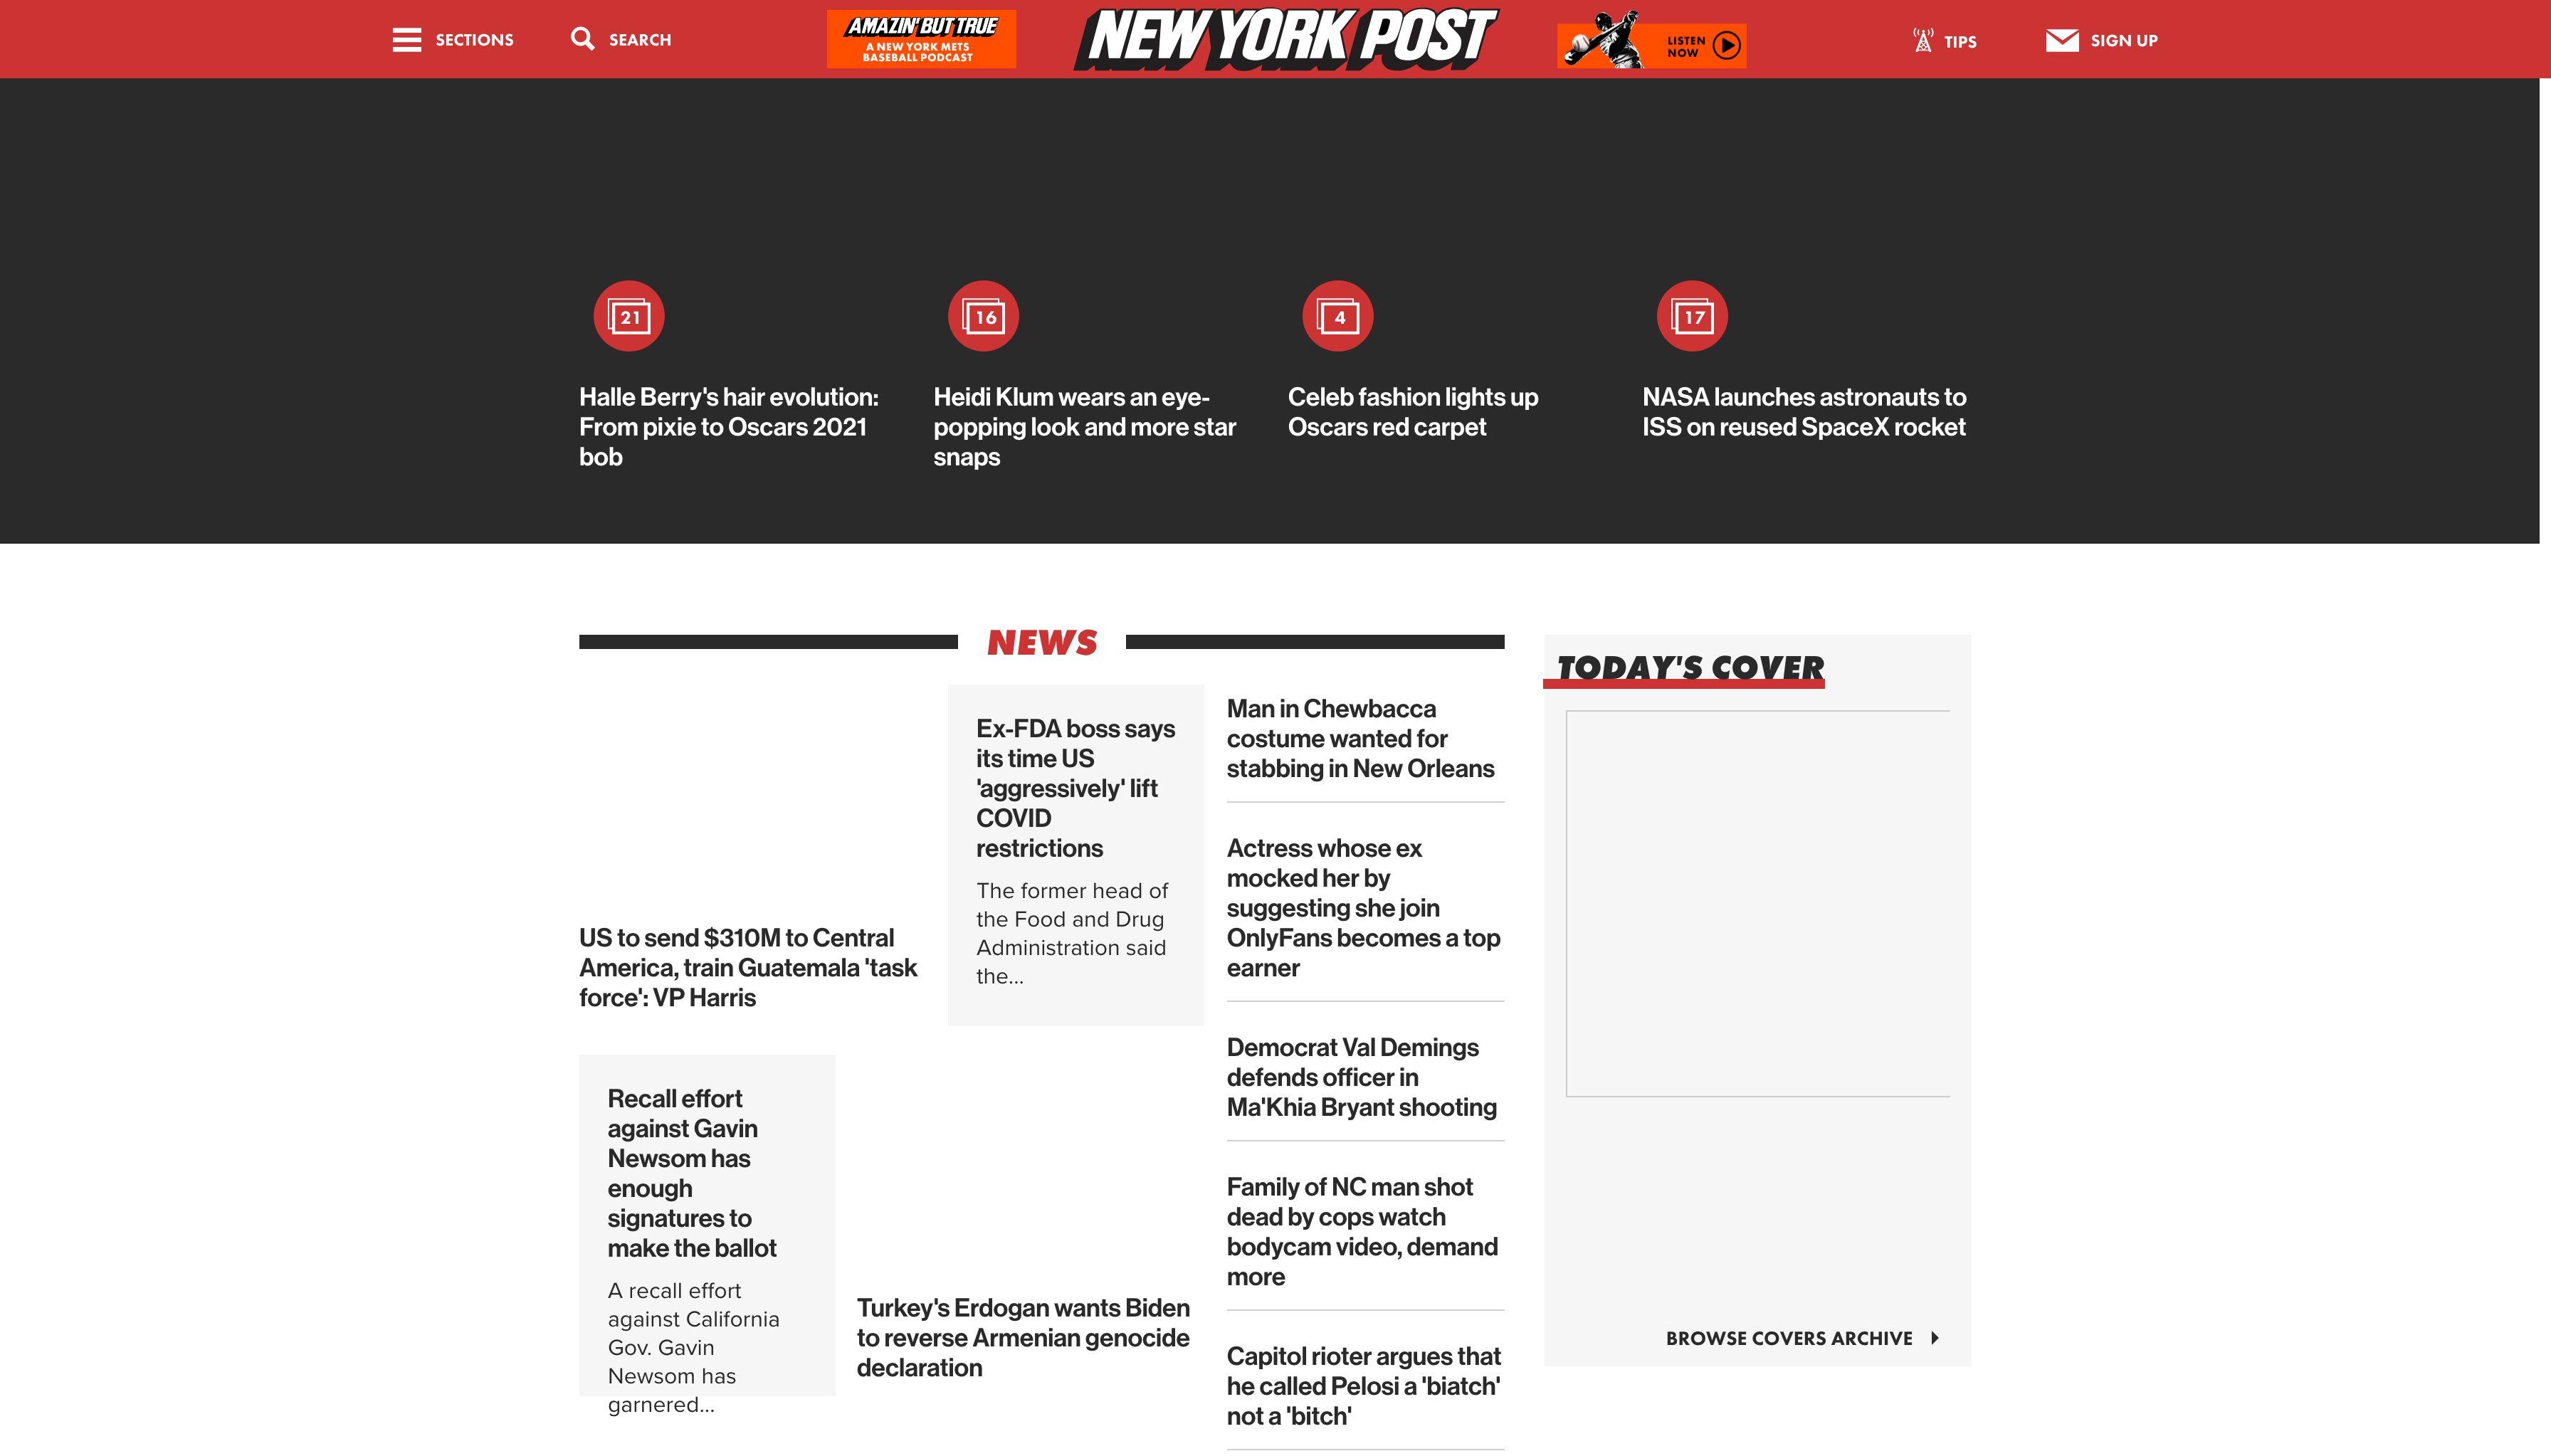 SECTIONS
SEARCH
AMAZIN' BUT TRUE
A NEW YORK METS
BASEBALL PODCAST
NEW YORK POST
LISTEN
NOW
TIPS
SIGN UP
21
Halle Berry's hair evolution:
From pixie to Oscars 2021
bob
16
Heidi Klum wears an eye-
popping look and more star
snaps
4
Celeb fashion lights up
Oscars red carpet
17
NASA launches astronauts to
ISS on reused SpaceX rocket
NEWS
US to send $310M to Central
America, train Guatemala 'task
force': VP Harris
Ex-FDA boss says
its time US
'aggressively' lift
COVID
restrictions
The former head of
the Food and Drug
Administration said
the...
Recall effort
against Gavin
Newsom has
enough
signatures to
make the ballot
A recall effort
against California
Gov. Gavin
Newsom has
garnered...
Turkey's Erdogan wants Biden
to reverse Armenian genocide
declaration
Man in Chewbacca
costume wanted for
stabbing in New Orleans
Actress whose ex
mocked her by
suggesting she join
OnlyFans becomes a top
earner
Democrat Val Demings
defends officer in
Ma'Khia Bryant shooting
Family of NC man shot
dead by cops watch
bodycam video, demand
more
Capitol rioter argues that
he called Pelosi a 'biatch'
not a 'bitch'
TODAY'S COVER
BROWSE COVERS ARCHIVE